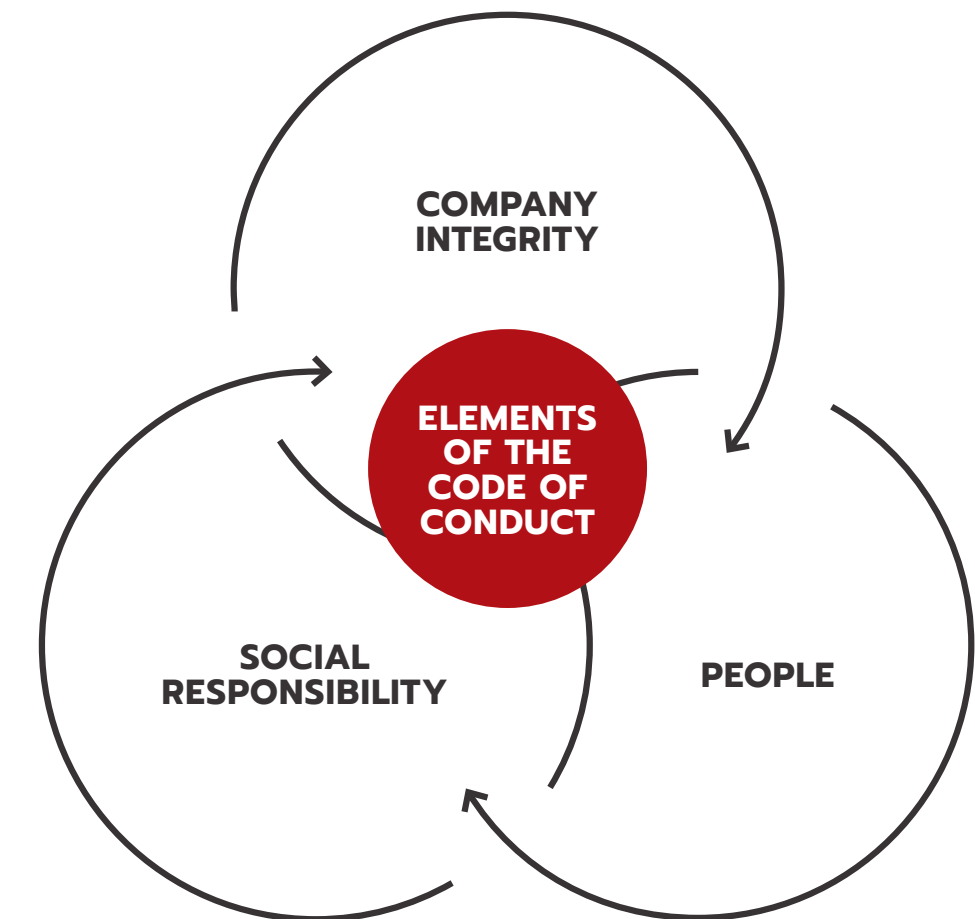 COMPANY
INTEGRITY
ELEMENTS
OF THE
CODE OF
CONDUCT
SOCIAL
RESPONSIBILITY
PEOPLE